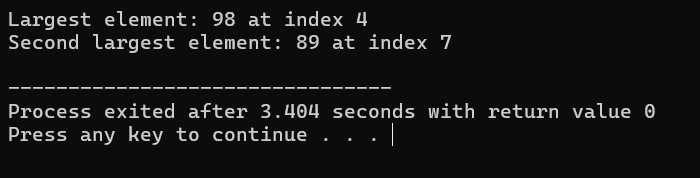 Largest element: 98 at index 4
Second largest element: 89 at index 7
--------------------------------
Process exited after 3.404 seconds with return value 0
Press any key to continue . . .